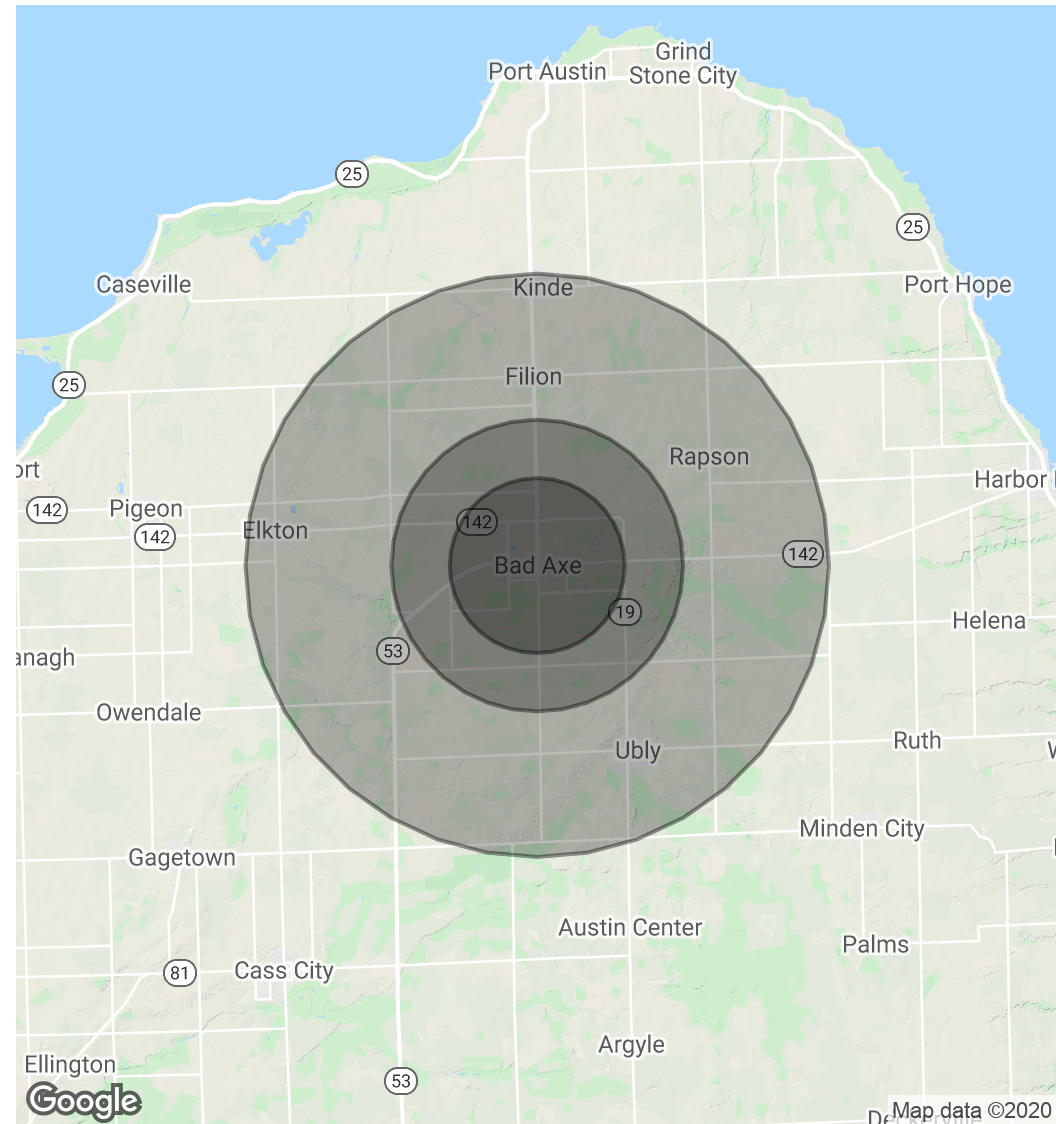 Grind
Stone City
Port Austin
25
25
Caseville
Kinde
Port Hope
Filion
25
Rapson
ort
Harbor
142
Pigeon
142
Elkton
142
142
Bad Axe
19
Helena
53
anagh
Owendale
Ruth
Ubly
Minden City
Gagetown
Austin Center
Palms
81
Cass City
Argyle
Ellington
53
Google
Map data ©2020